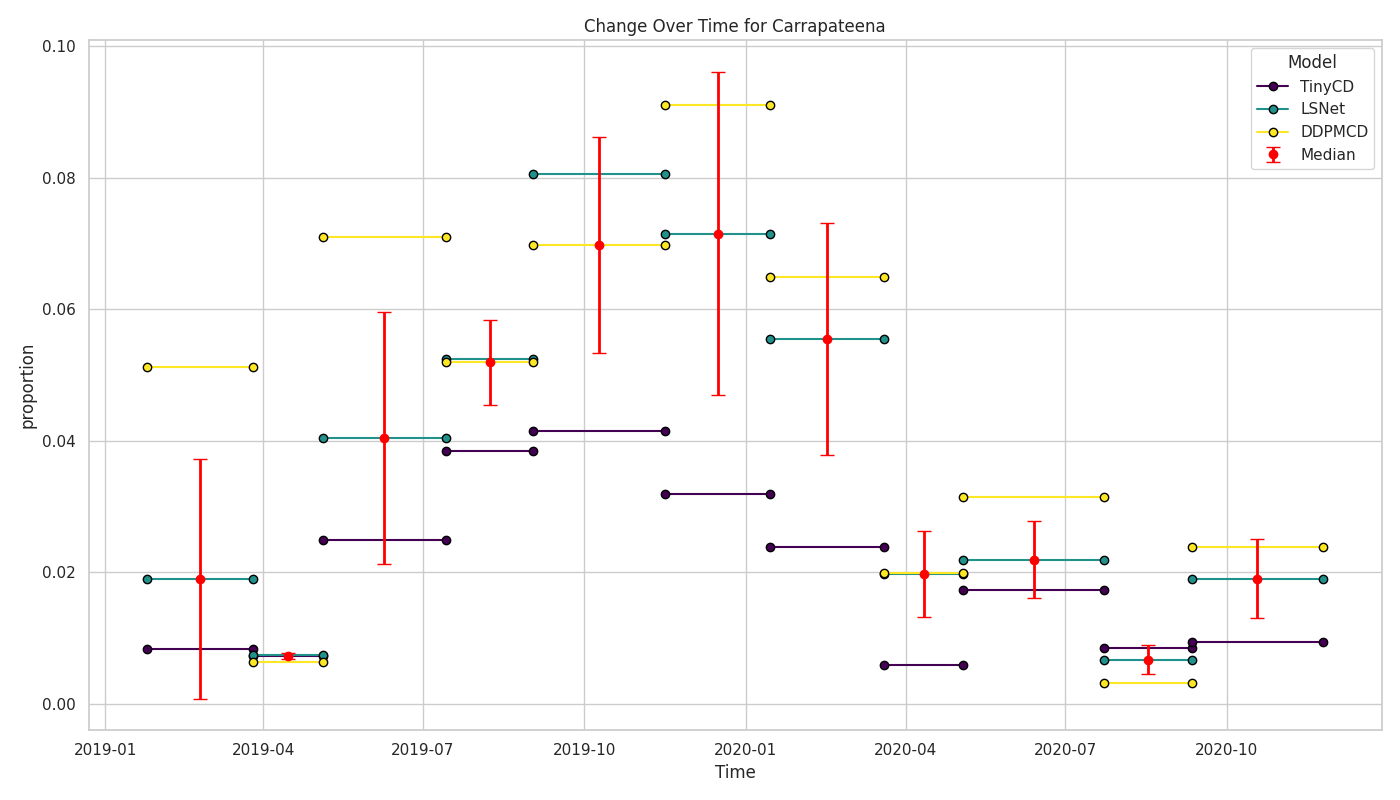 Change Over Time for Carrapateena
Model
TinyCD
LSNet
DDPMCD
Median
proportion
0.10
0.08
0.06
0.04
0.02
0.00
2019-01 2019-04 2019-07 2019-10 2020-01 2020-04 2020-07 2020-10
Time